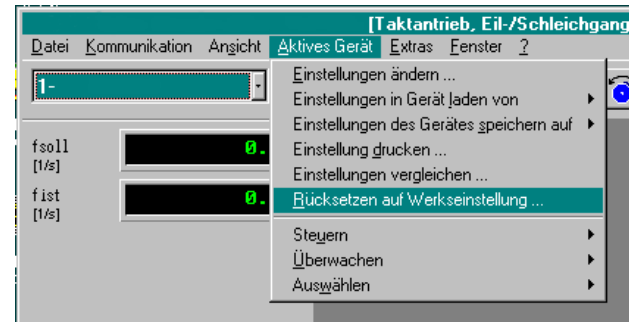 [Taktantrieb, Eil-/Schleichgang
Datei Kommunikation Ansicht Aktives Gerät Extras Fenster ?
1-
Einstellungen ändern ...
Einstellungen in Gerät laden von
Einstellungen des Gerätes speichern auf
Einstellung drucken ...
Einstellungen vergleichen ...
Rücksetzen auf Werkseinstellung ...
Steuern
Überwachen
Auswählen
fsoll
[1/s]
0.
fist
[1/s]
0.